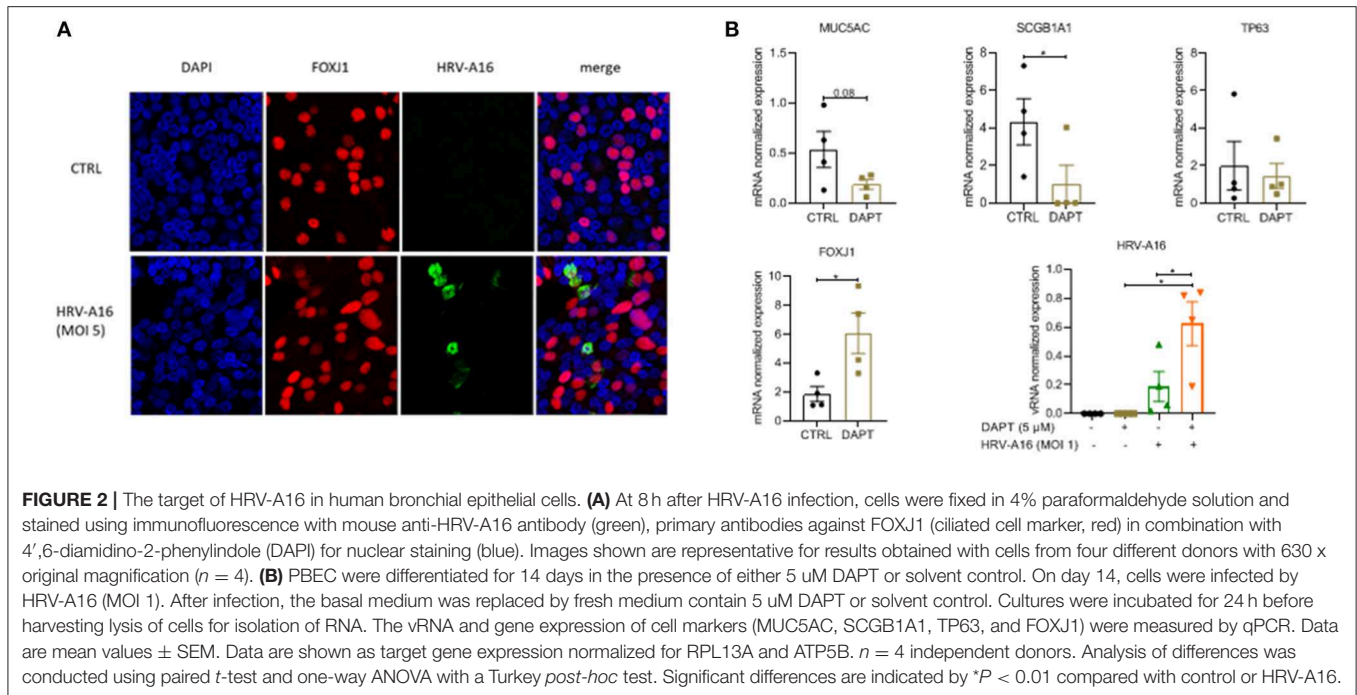 A
DAPI FOXJ1 HRV-A16 merge
CTRL
HRV-A16
(MOI 5)
B
MUC5AC
mRNA normalized expression
1.5
1.0
0.5
0.0
0.08
CTRL DAPT
SCGB1A1
mRNA normalized expression
8
6
4
2
0
*
CTRL DAPT
TP63
mRNA normalized expression
8
6
4
2
0
CTRL DAPT
FOXJ1
mRNA normalized expression
10
8
6
4
2
0
*
CTRL DAPT
HRV-A16
vRNA normalized expression
1.0
0.8
0.6
0.4
0.2
0.0
*
*
DAPT (5 µM) - + - +
HRV-A16 (MOI 1) - - + +
FIGURE 2 | The target of HRV-A16 in human bronchial epithelial cells. (A) At 8 h after HRV-A16 infection, cells were fixed in 4% paraformaldehyde solution and
stained using immunofluorescence with mouse anti-HRV-A16 antibody (green), primary antibodies against FOXJ1 (ciliated cell marker, red) in combination with
4′,6-diamidino-2-phenylindole (DAPI) for nuclear staining (blue). Images shown are representative for results obtained with cells from four different donors with 630 x
original magnification (n = 4). (B) PBEC were differentiated for 14 days in the presence of either 5 uM DAPT or solvent control. On day 14, cells were infected by
HRV-A16 (MOI 1). After infection, the basal medium was replaced by fresh medium contain 5 uM DAPT or solvent control. Cultures were incubated for 24 h before
harvesting lysis of cells for isolation of RNA. The vRNA and gene expression of cell markers (MUC5AC, SCGB1A1, TP63, and FOXJ1) were measured by qPCR. Data
are mean values ± SEM. Data are shown as target gene expression normalized for RPL13A and ATP5B. n = 4 independent donors. Analysis of differences was
conducted using paired t-test and one-way ANOVA with a Turkey post-hoc test. Significant differences are indicated by *P < 0.01 compared with control or HRV-A16.